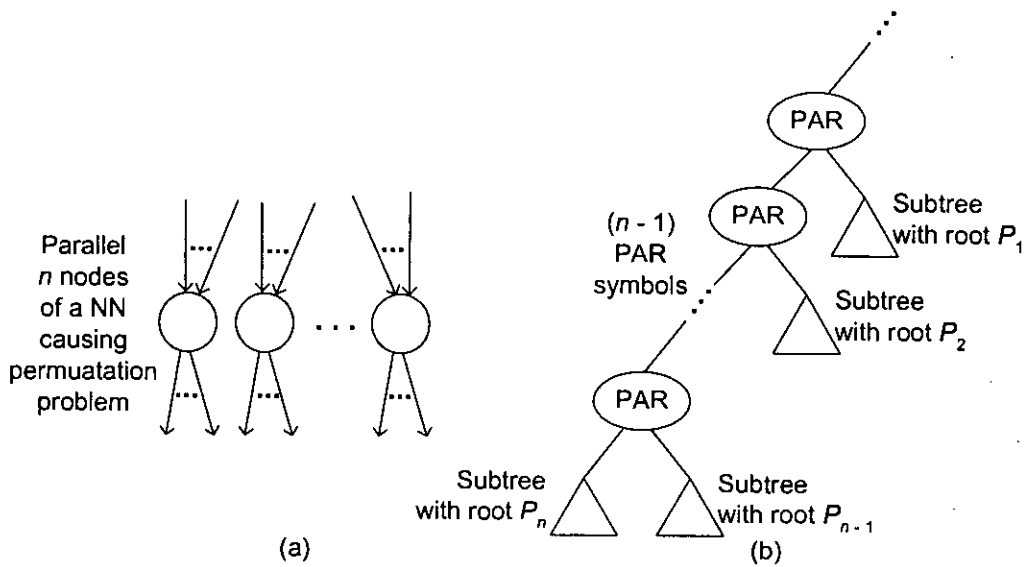 Parallel
n nodes
of a NN
causing
permuatation
problem
(a)
PAR
PAR
(n - 1)
PAR
symbols
Subtree
with root P₁
Subtree
with root P₂
PAR
Subtree
with root Pₙ
Subtree
with root Pₙ₋₁
(b)